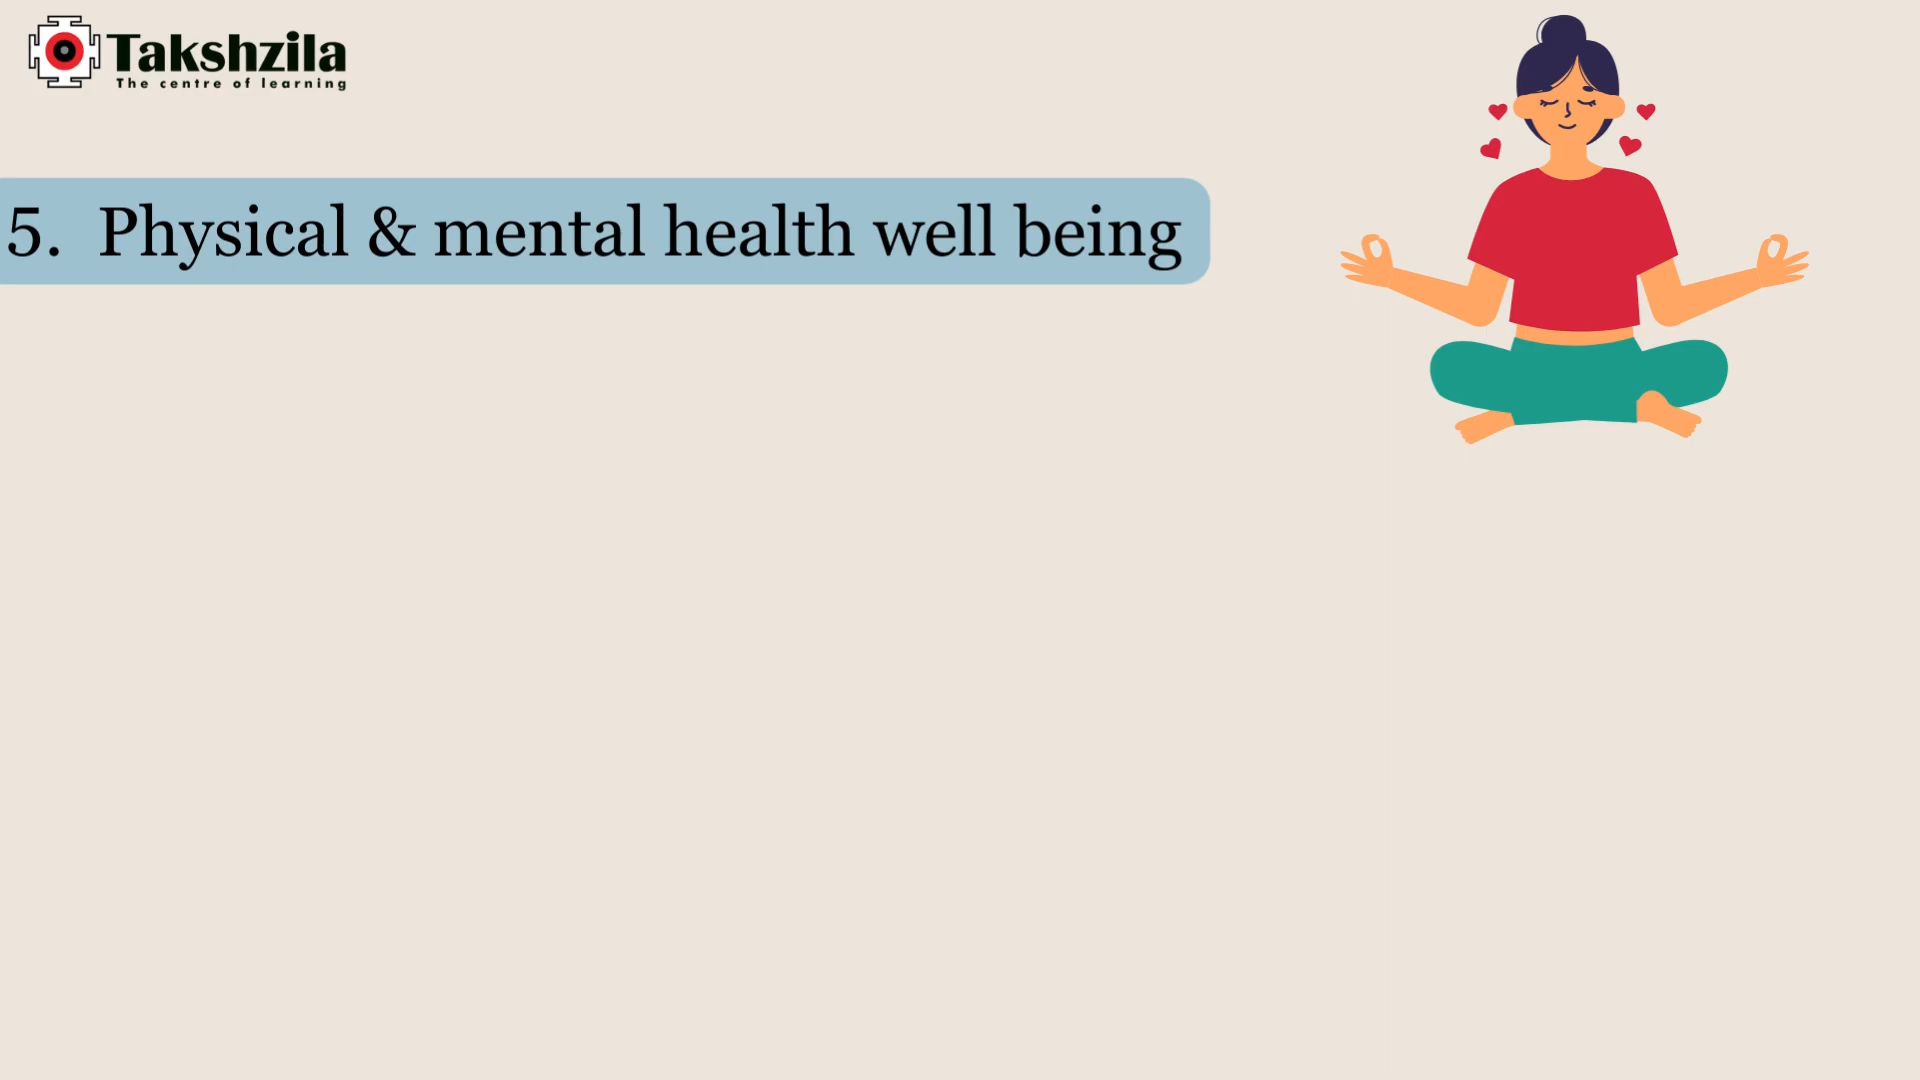 Takshzila
The centre of learning
5. Physical & mental health well being